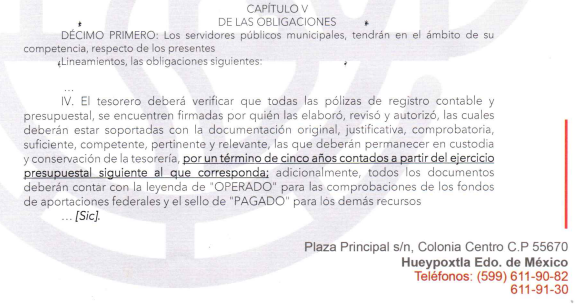 CAPÍTULO V
DE LAS OBLIGACIONES
DÉCIMO PRIMERO: Los servidores públicos municipales, tendrán en el ámbito de su
competencia, respecto de los presentes
Lineamientos, las obligaciones siguientes:
...
IV. El tesorero deberá verificar que todas las pólizas de registro contable y
presupuestal, se encuentren firmadas por quién las elaboró, revisó y autorizó, las cuales
deberán estar soportadas con la documentación original, justificativa, comprobatoria,
suficiente, competente, pertinente y relevante, las que deberán permanecer en custodia
y conservación de la tesorería, por un término de cinco años contados a partir del ejercicio
presupuestal siguiente al que corresponda; adicionalmente, todos los documentos
deberán contar con la leyenda de "OPERADO" para las comprobaciones de los fondos
de aportaciones federales y el sello de "PAGADO" para los demás recursos
... [Sic].
Plaza Principal s/n, Colonia Centro C.P 55670
Hueypoxtla Edo. de México
Teléfonos: (599) 611-90-82
611-91-30